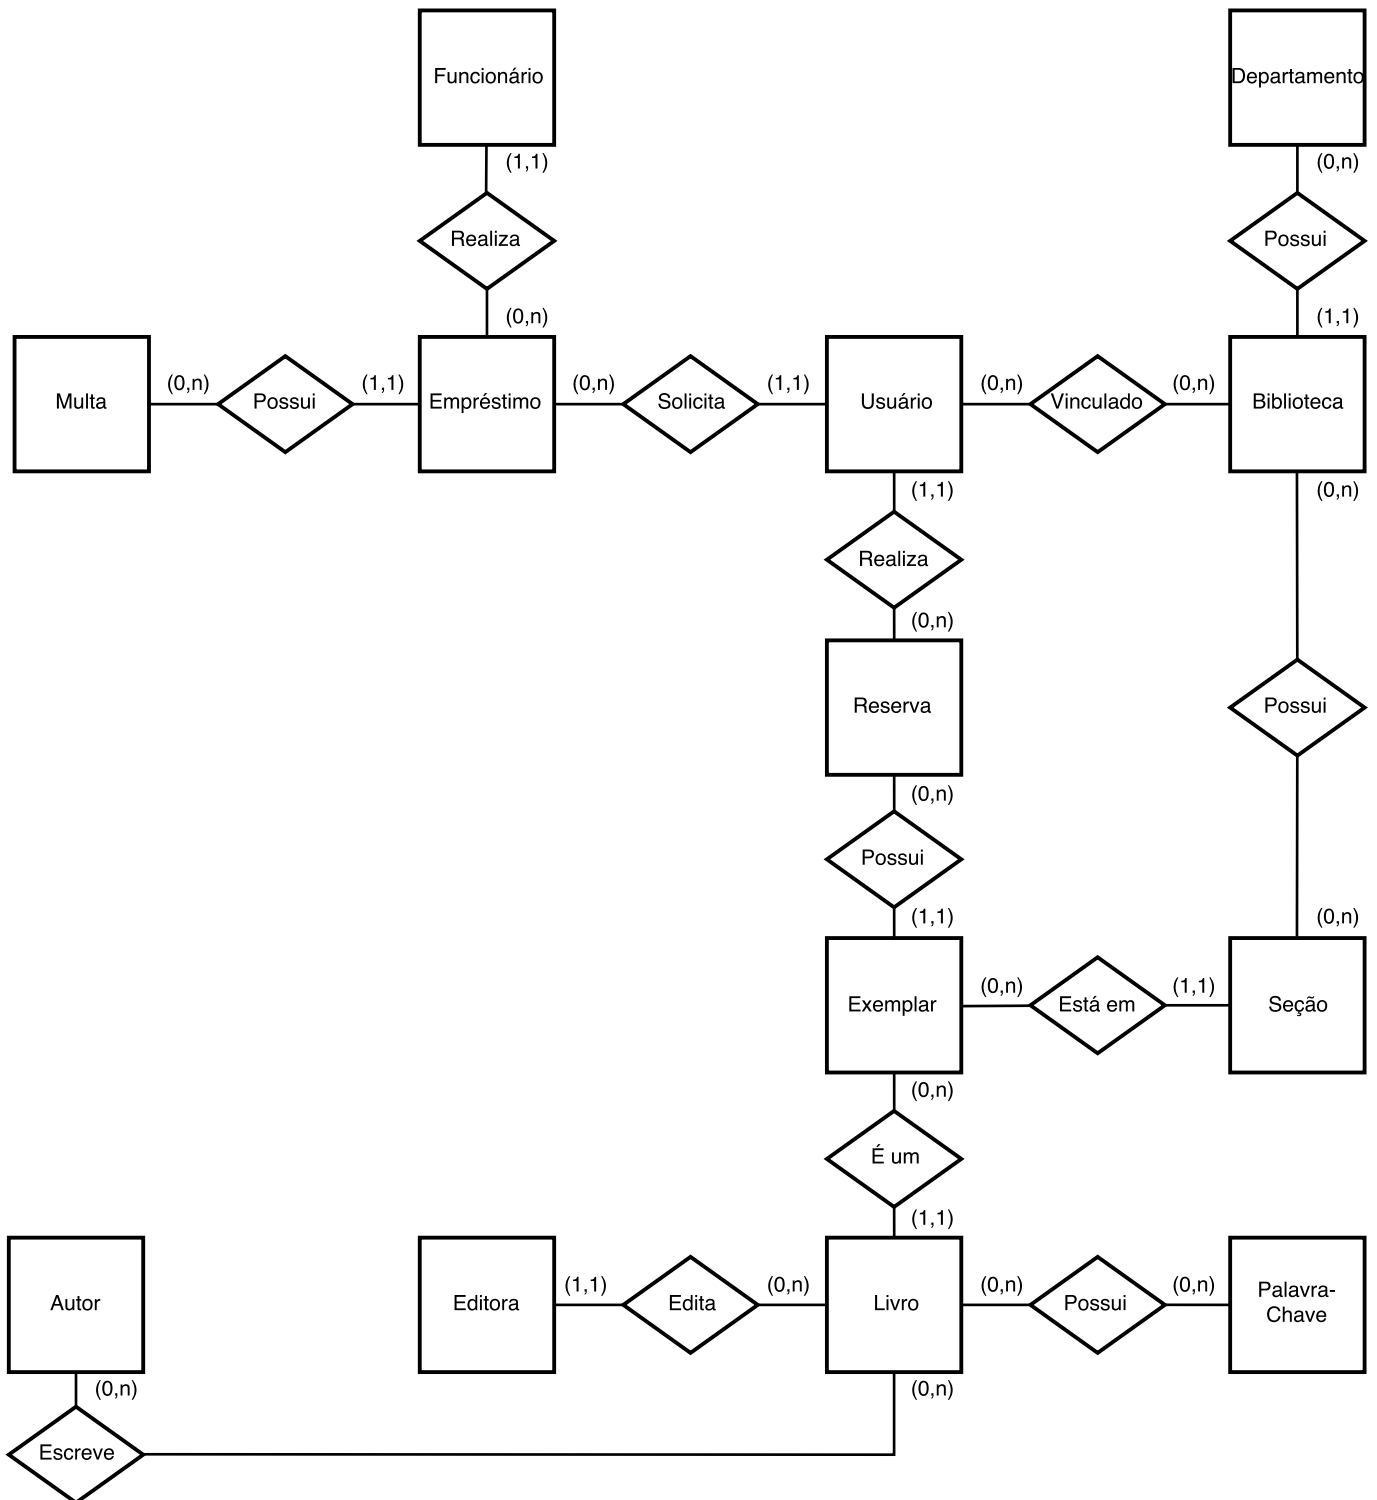 Funcionário
Departamento
(1,1)
(0,n)
Realiza
Possui
(0,n)
(1,1)
Multa
(0,n)
Possui
(1,1)
Empréstimo
(0,n)
Solicita
(1,1)
Usuário
(0,n)
Vinculado
(0,n)
Biblioteca
(1,1)
(0,n)
Realiza
(0,n)
Reserva
Possui
(0,n)
Possui
(1,1)
(0,n)
Exemplar
(0,n)
Está em
(1,1)
Seção
(0,n)
É um
(1,1)
Autor
Editora
(1,1)
Edita
(0,n)
Livro
(0,n)
Possui
(0,n)
Palavra-
Chave
(0,n)
(0,n)
Escreve